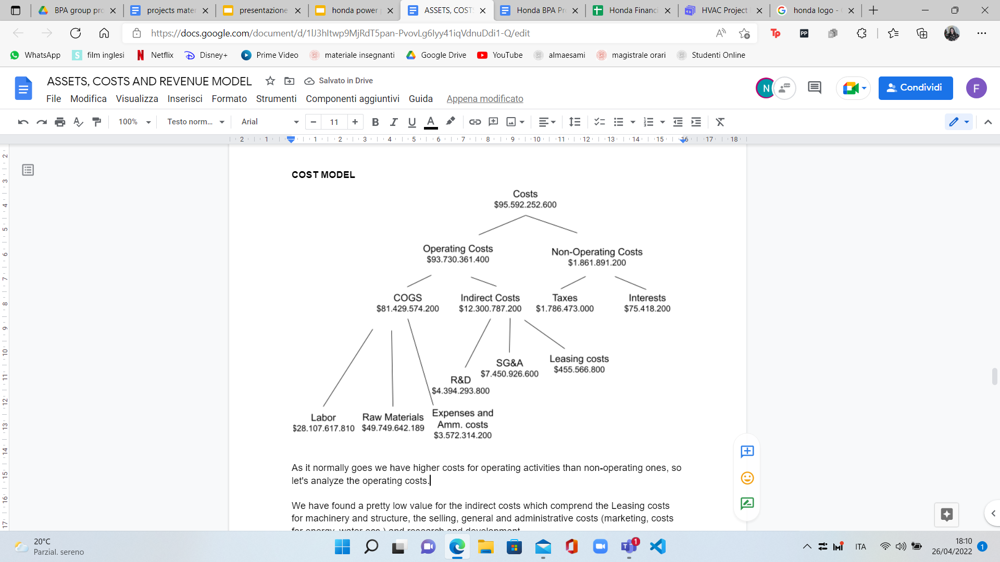 BPA group pro
projects mater
presentazione
honda power
ASSETS, COSTS
Honda BPA Pr
Honda Financi
HVAC Project
honda logo -
https://docs.google.com/document/d/1lJ3hItwp9MjRdT5pan-PvovLg6lyy41iqVdnuDdi1-Q/edit
WhatsApp
film inglesi
Netflix
Disney+
Prime Video
materiale insegnanti
Google Drive
YouTube
almaesami
magistrale orari
Studenti Online
ASSETS, COSTS AND REVENUE MODEL
Salvato in Drive
File Modifica Visualizza Inserisci Formato Strumenti Componenti aggiuntivi Guida Appena modificato
N
Condividi
F
100%
Testo norm...
Arial
11
2 1 1 2 3 4 5 6 7 8 9 10 11 12 13 14 15 16 17 18
2
3
4
5
6
7
8
9
10
11
12
13
14
15
16
17
COST MODEL
Costs
$95.592.252.600
Operating Costs
$93.730.361.400
Non-Operating Costs
$1.861.891.200
COGS
$81.429.574.200
Indirect Costs
$12.300.787.200
Taxes
$1.786.473.000
Interests
$75.418.200
R&D
$4.394.293.800
SG&A
$7.450.926.600
Leasing costs
$455.566.800
Labor
$28.107.617.810
Raw Materials
$49.749.642.189
Expenses and
Amm. costs
$3.572.314.200
As it normally goes we have higher costs for operating activities than non-operating ones, so
let's analyze the operating costs.
We have found a pretty low value for the indirect costs which comprend the Leasing costs
for machinery and structure, the selling, general and administrative costs (marketing, costs
for energy, water ecc.) and research and development.
20°C
Parzial. sereno
1
ITA
18:10
26/04/2022
1